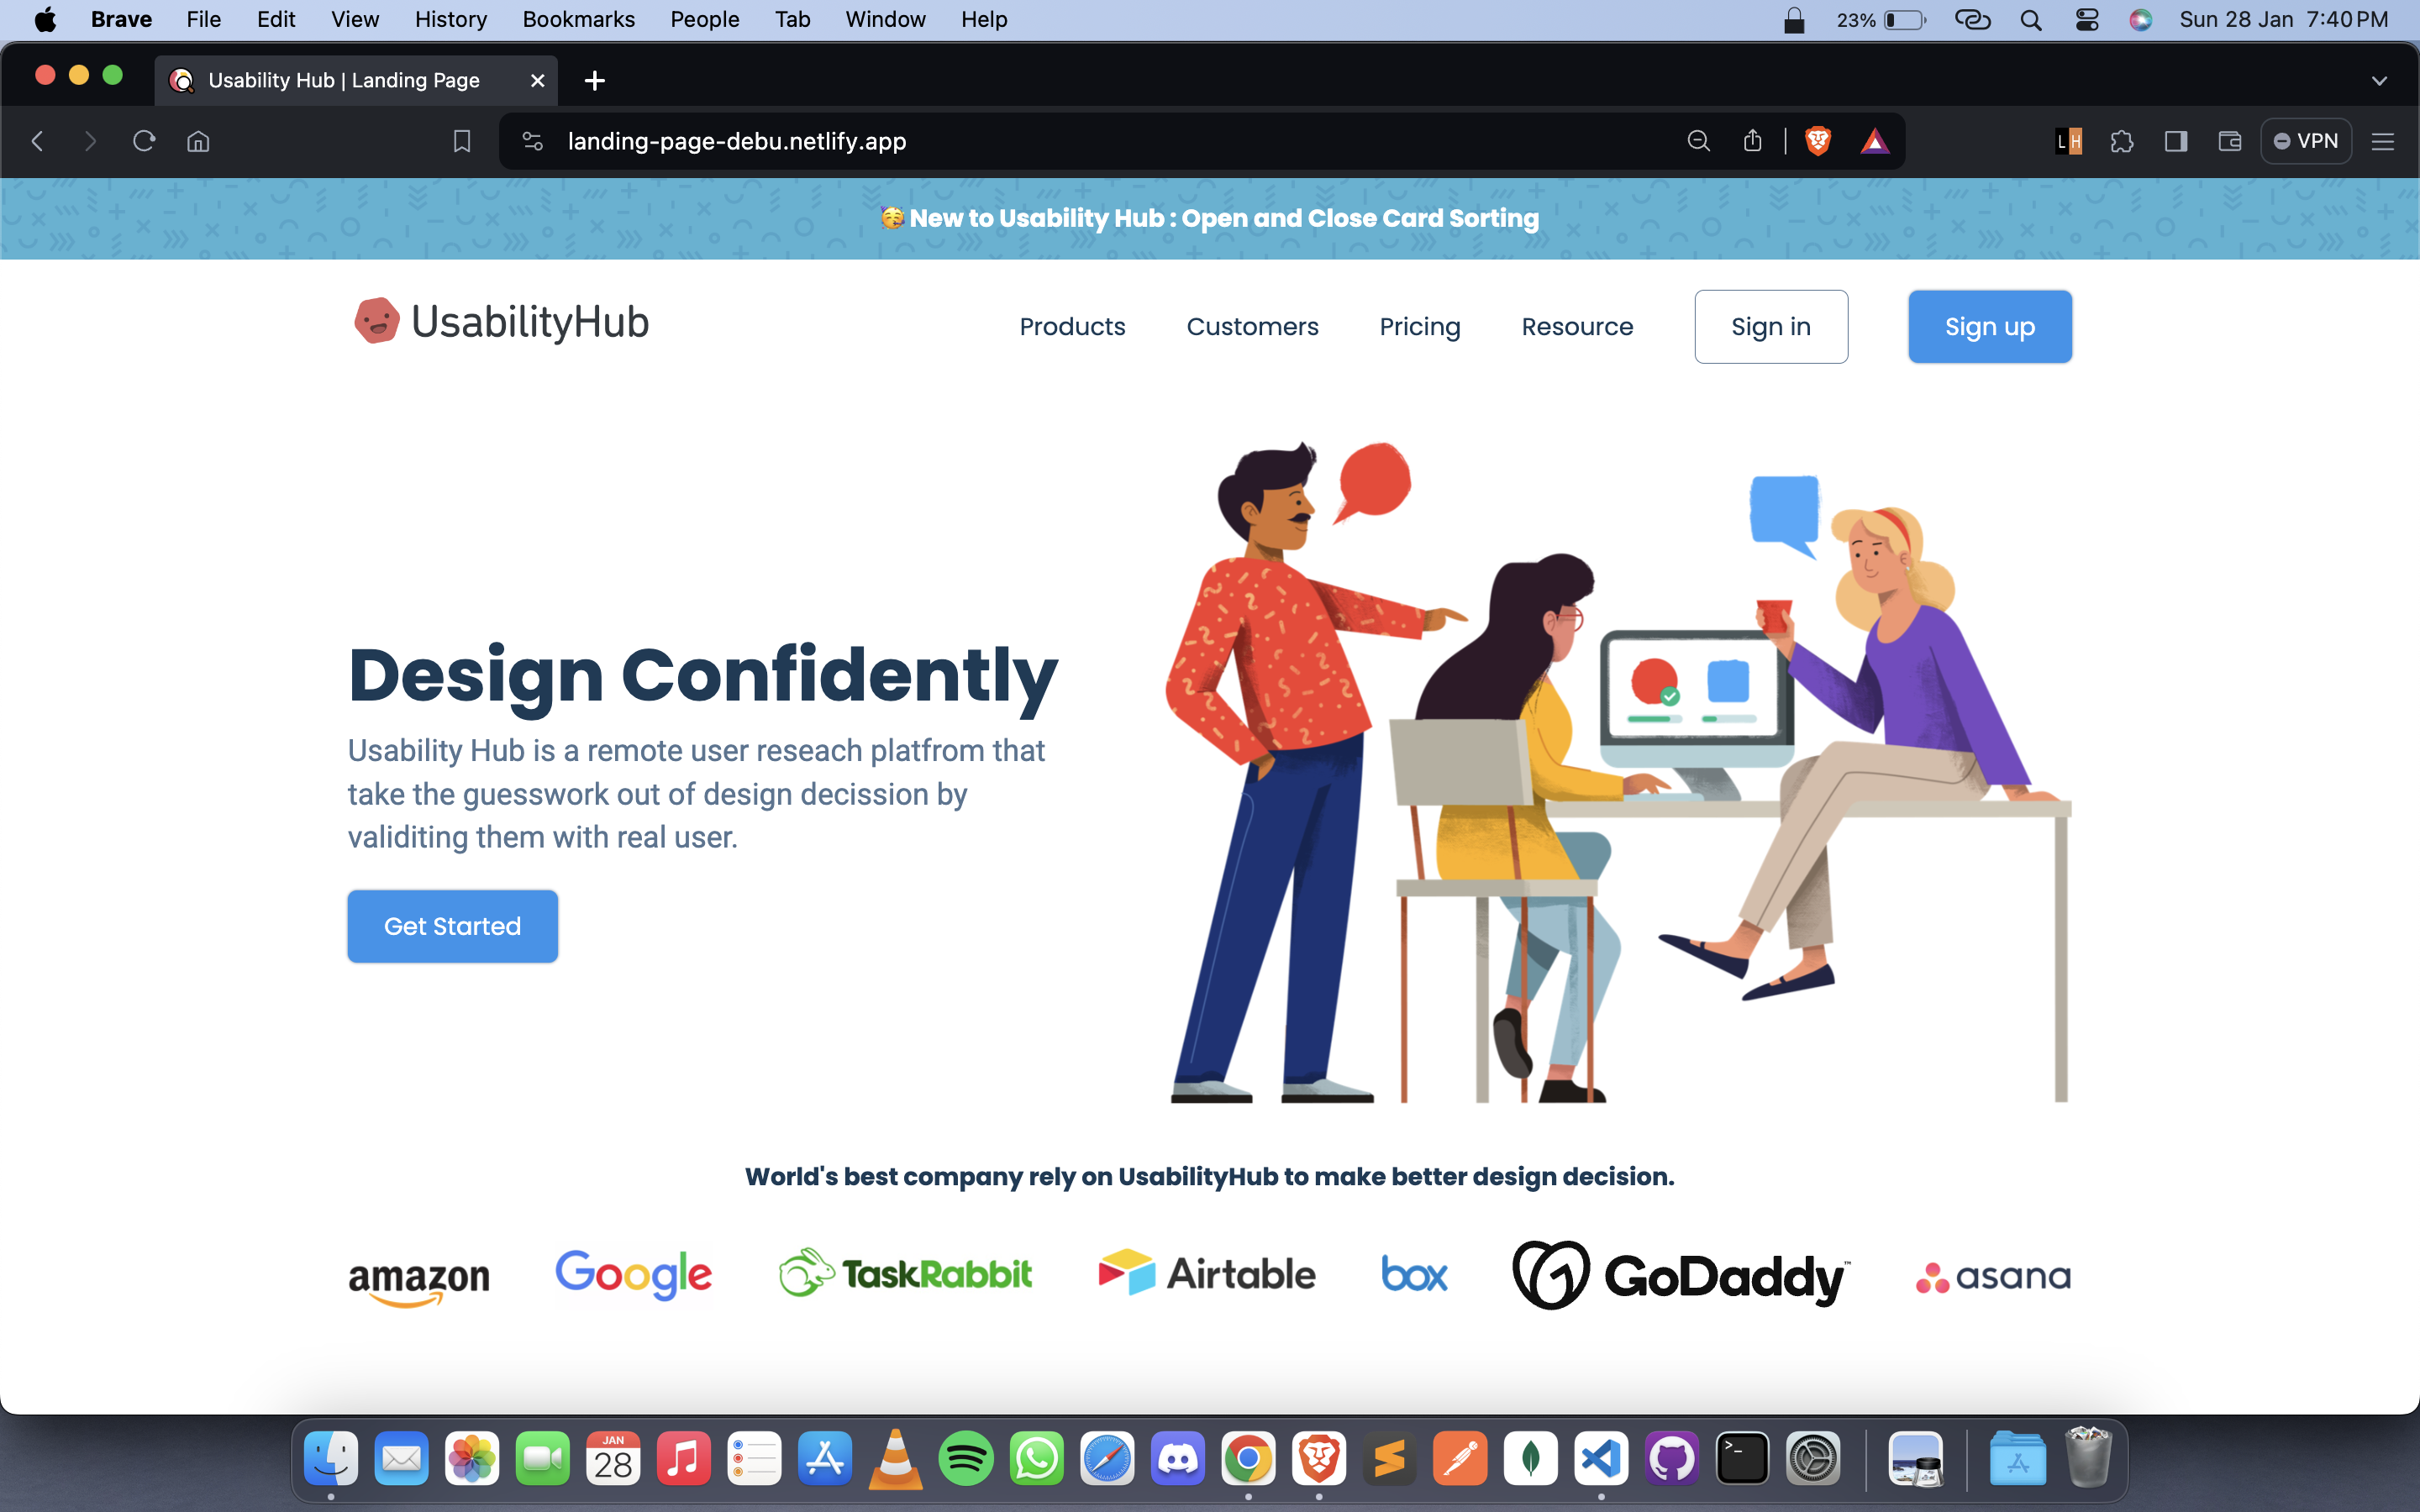 Brave File Edit View History Bookmarks People Tab Window Help 23% Sun 28 Jan 7:40 PM
Usability Hub | Landing Page
landing-page-debu.netlify.app LH VPN
🥳 New to Usability Hub : Open and Close Card Sorting
UsabilityHub Products Customers Pricing Resource Sign in Sign up
Design Confidently
Usability Hub is a remote user reseach platfrom that
take the guesswork out of design decission by
validiting them with real user.
Get Started
World's best company rely on UsabilityHub to make better design decision.
amazon Google TaskRabbit Airtable box GoDaddy™ asana
JAN
28